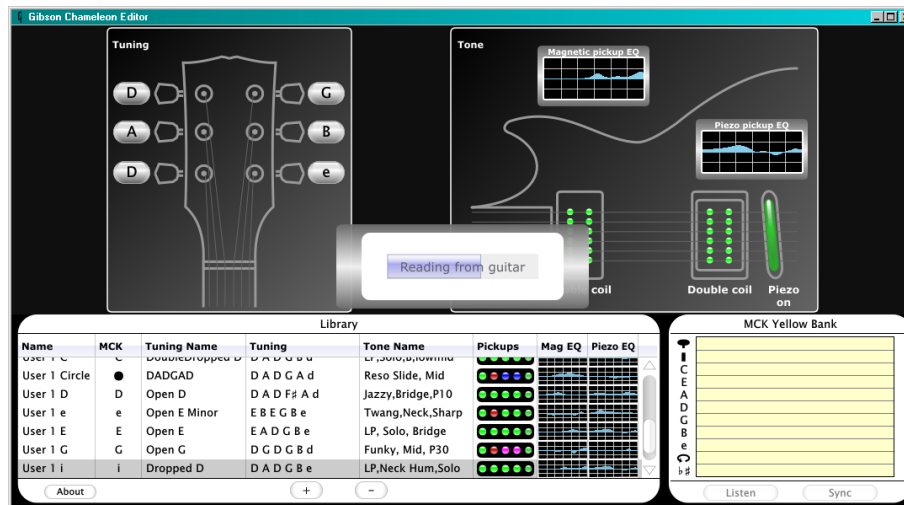 Gibson Chameleon Editor
Tuning
Tone
Magnetic pickup EQ
D
G
A
B
Piezo pickup EQ
D
e
Reading from guitar
coil
Double coil
Piezo on
Library
MCK Yellow Bank
Name MCK Tuning Name Tuning Tone Name Pickups Mag EQ Piezo EQ
User 1 C C DoubleDropped D D A D G B d
User 1 Circle ● DADGAD D A D G A d Reso Slide, Mid
User 1 D D Open D D A D F♯ A d Jazzy,Bridge,P10
User 1 e e Open E Minor E B E G B e Twang,Neck,Sharp
User 1 E E Open E E A D G B e LP, Solo, Bridge
User 1 G G Open G D G D G B d Funky, Mid, P30
User 1 i i Dropped D D A D G B e LP,Neck Hum,Solo
C
E
A
D
G
B
e
♭♯
About
+
−
Listen
Sync